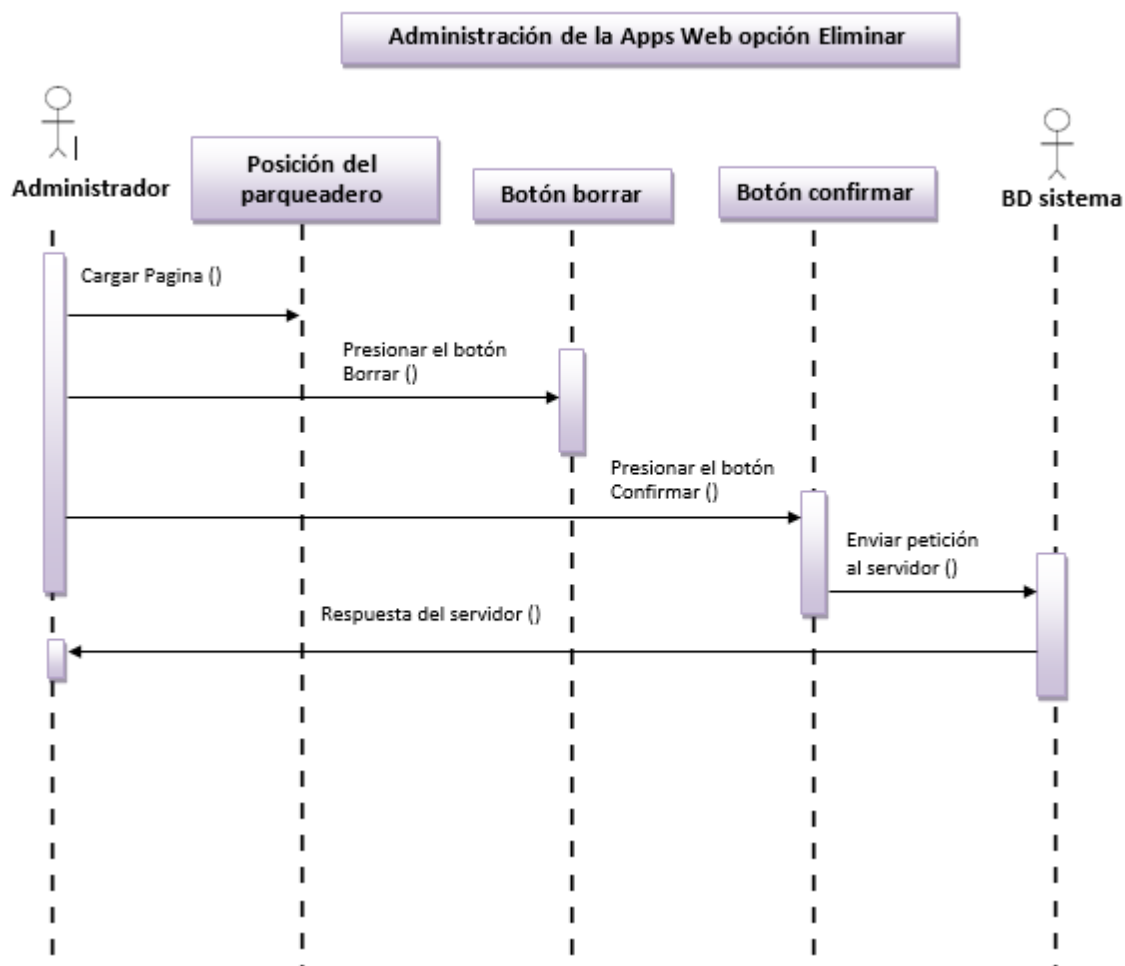 Administración de la Apps Web opción Eliminar
Administrador
Posición del
parqueadero
Botón borrar
Botón confirmar
BD sistema
Cargar Pagina ()
Presionar el botón
Borrar ()
Presionar el botón
Confirmar ()
Enviar petición
al servidor ()
Respuesta del servidor ()